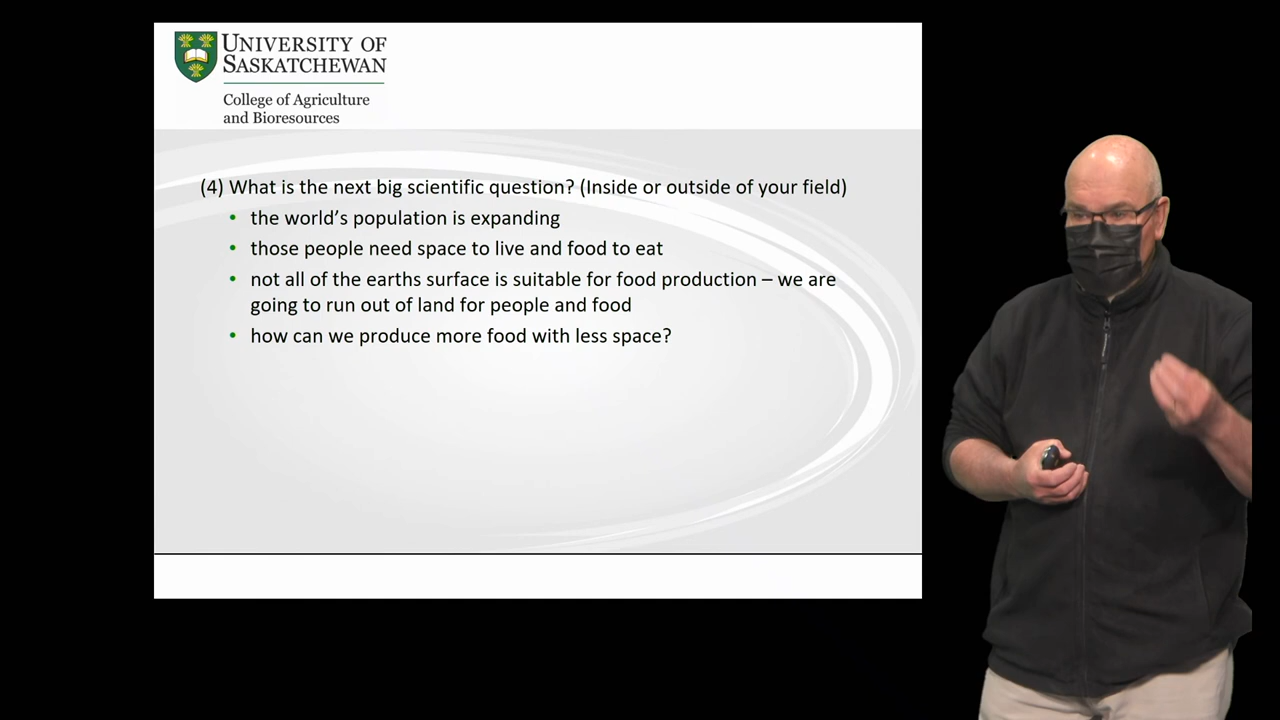 UNIVERSITY OF
SASKATCHEWAN
College of Agriculture
and Bioresources
(4) What is the next big scientific question? (Inside or outside of your field)
• the world's population is expanding
• those people need space to live and food to eat
• not all of the earths surface is suitable for food production – we are
going to run out of land for people and food
• how can we produce more food with less space?